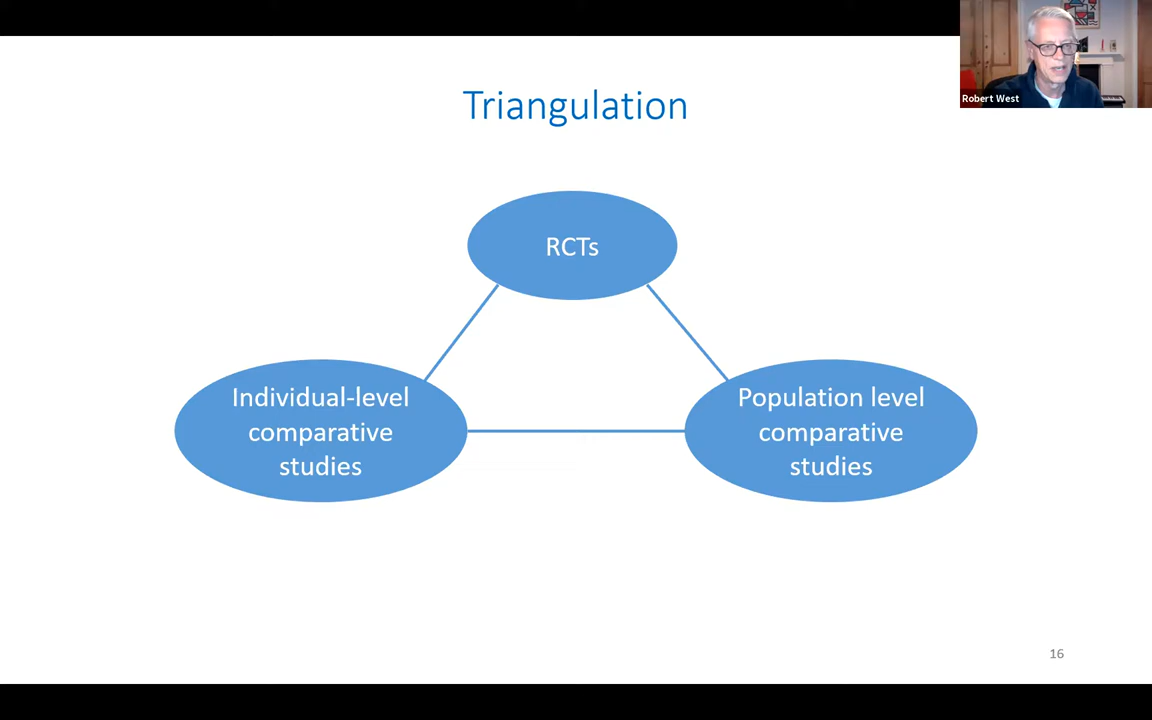 Robert West
Triangulation
RCTs
Individual-level
comparative
studies
Population level
comparative
studies
16